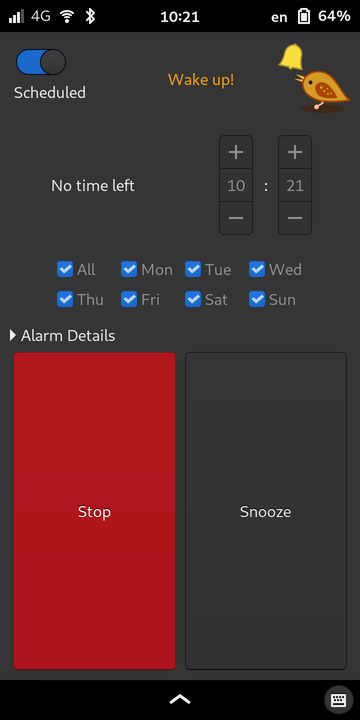 4G 10:21 en 64%
Scheduled
Wake up!
+ +
No time left 10 : 21
− −
All Mon Tue Wed
Thu Fri Sat Sun
Alarm Details
Stop Snooze